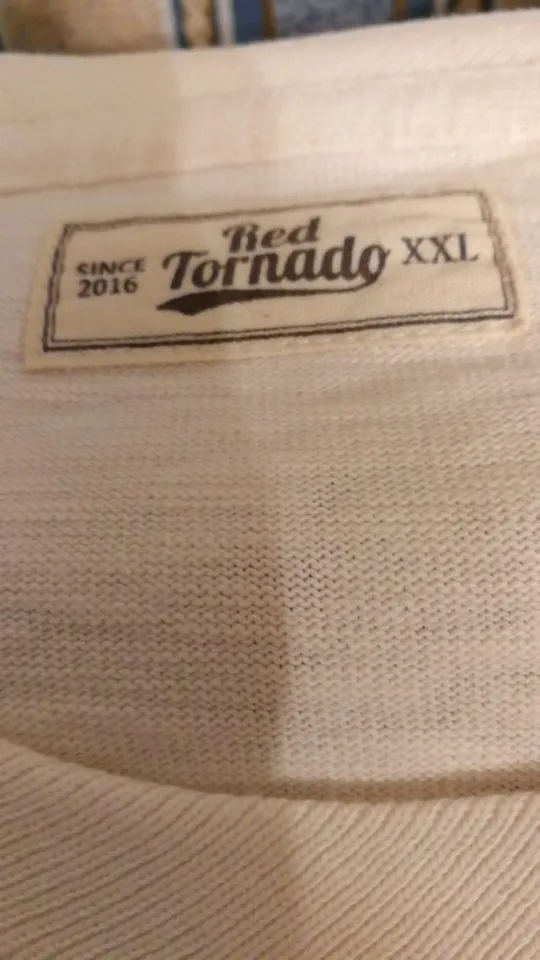 SINCE
2016
Red
Tornado
XXL